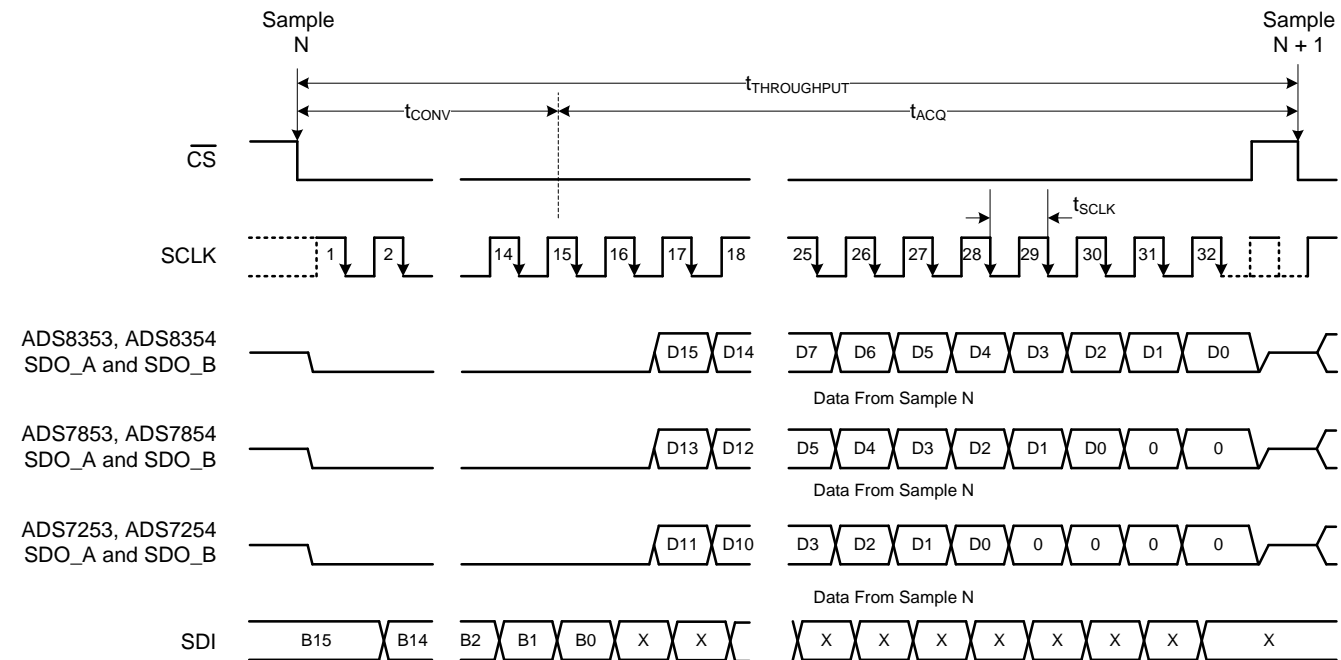 Sample
N
Sample
N + 1
tTHROUGHPUT
tCONV
tACQ
CS
tSCLK
SCLK
1 2 14 15 16 17 18 25 26 27 28 29 30 31 32
ADS8353, ADS8354
SDO_A and SDO_B
D15 D14 D7 D6 D5 D4 D3 D2 D1 D0
Data From Sample N
ADS7853, ADS7854
SDO_A and SDO_B
D13 D12 D5 D4 D3 D2 D1 D0 0 0
Data From Sample N
ADS7253, ADS7254
SDO_A and SDO_B
D11 D10 D3 D2 D1 D0 0 0 0 0
Data From Sample N
SDI
B15 B14 B2 B1 B0 X X X X X X X X X X